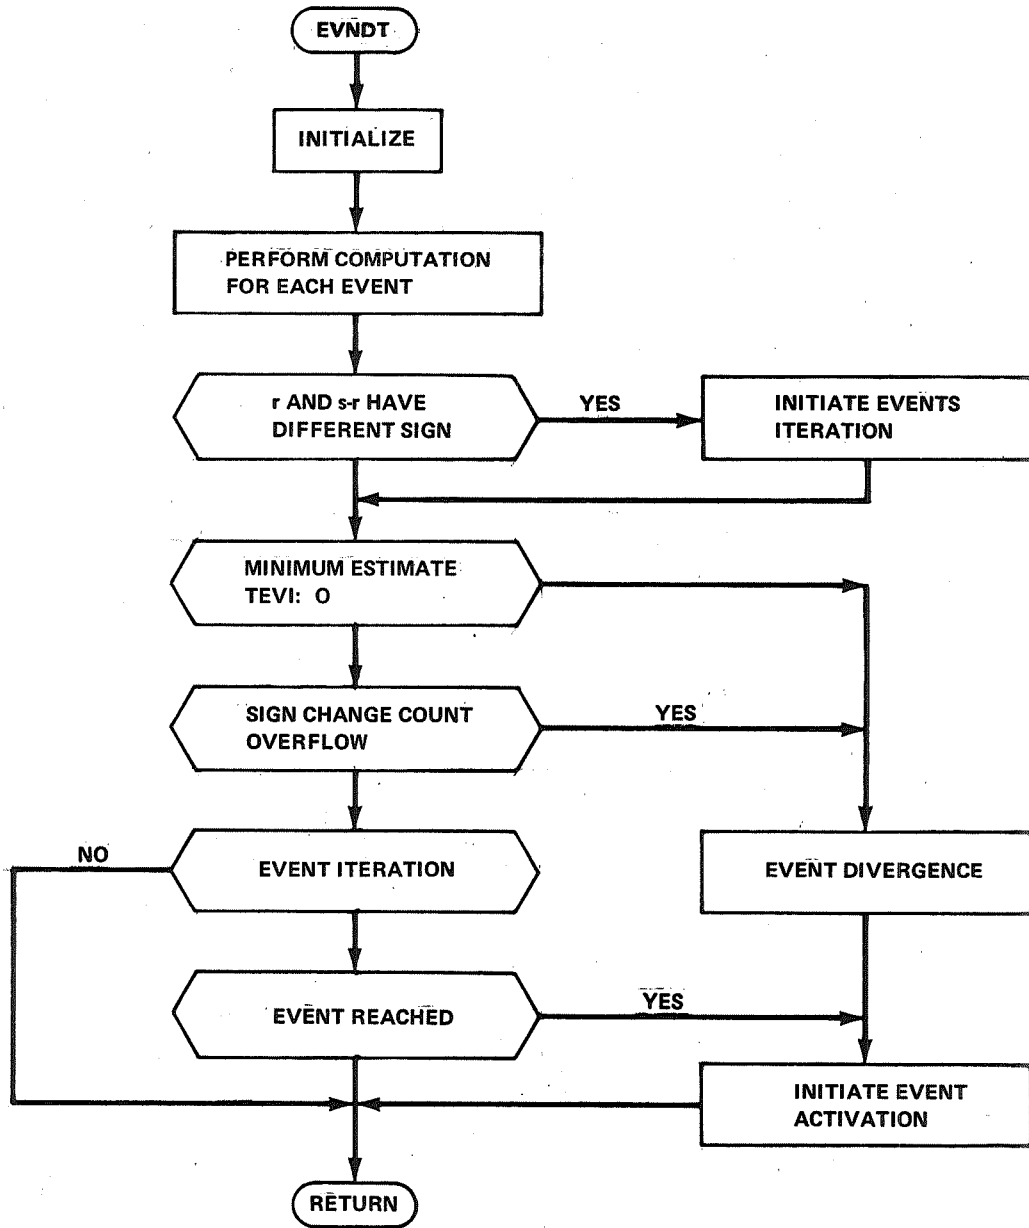 EVNDT
INITIALIZE
PERFORM COMPUTATION
FOR EACH EVENT
r AND s-r HAVE
DIFFERENT SIGN
YES
INITIATE EVENTS
ITERATION
MINIMUM ESTIMATE
TEVI: O
SIGN CHANGE COUNT
OVERFLOW
YES
NO
EVENT ITERATION
EVENT DIVERGENCE
EVENT REACHED
YES
INITIATE EVENT
ACTIVATION
RETURN